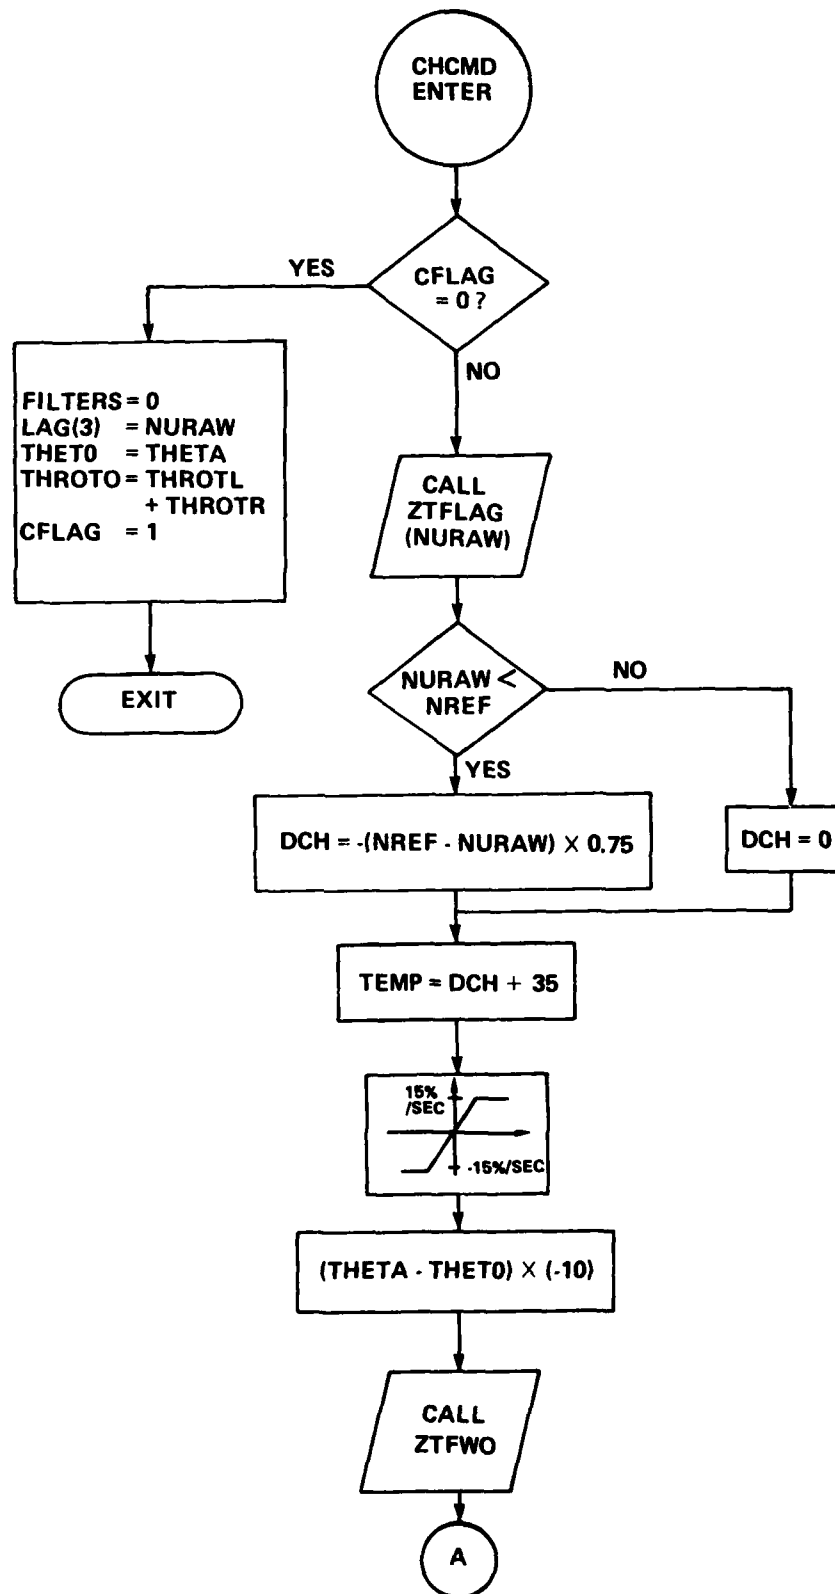 CHCMD
ENTER
CFLAG
= 0 ?
YES
NO
FILTERS = 0
LAG(3) = NURAW
THET0 = THETA
THROTO = THROTL
+ THROTR
CFLAG = 1
EXIT
CALL
ZTFLAG
(NURAW)
NURAW <
NREF
NO
YES
DCH = -(NREF - NURAW) × 0.75
DCH = 0
TEMP = DCH + 35
15%
/SEC
-15%/SEC
(THETA - THET0) × (-10)
CALL
ZTFWO
A